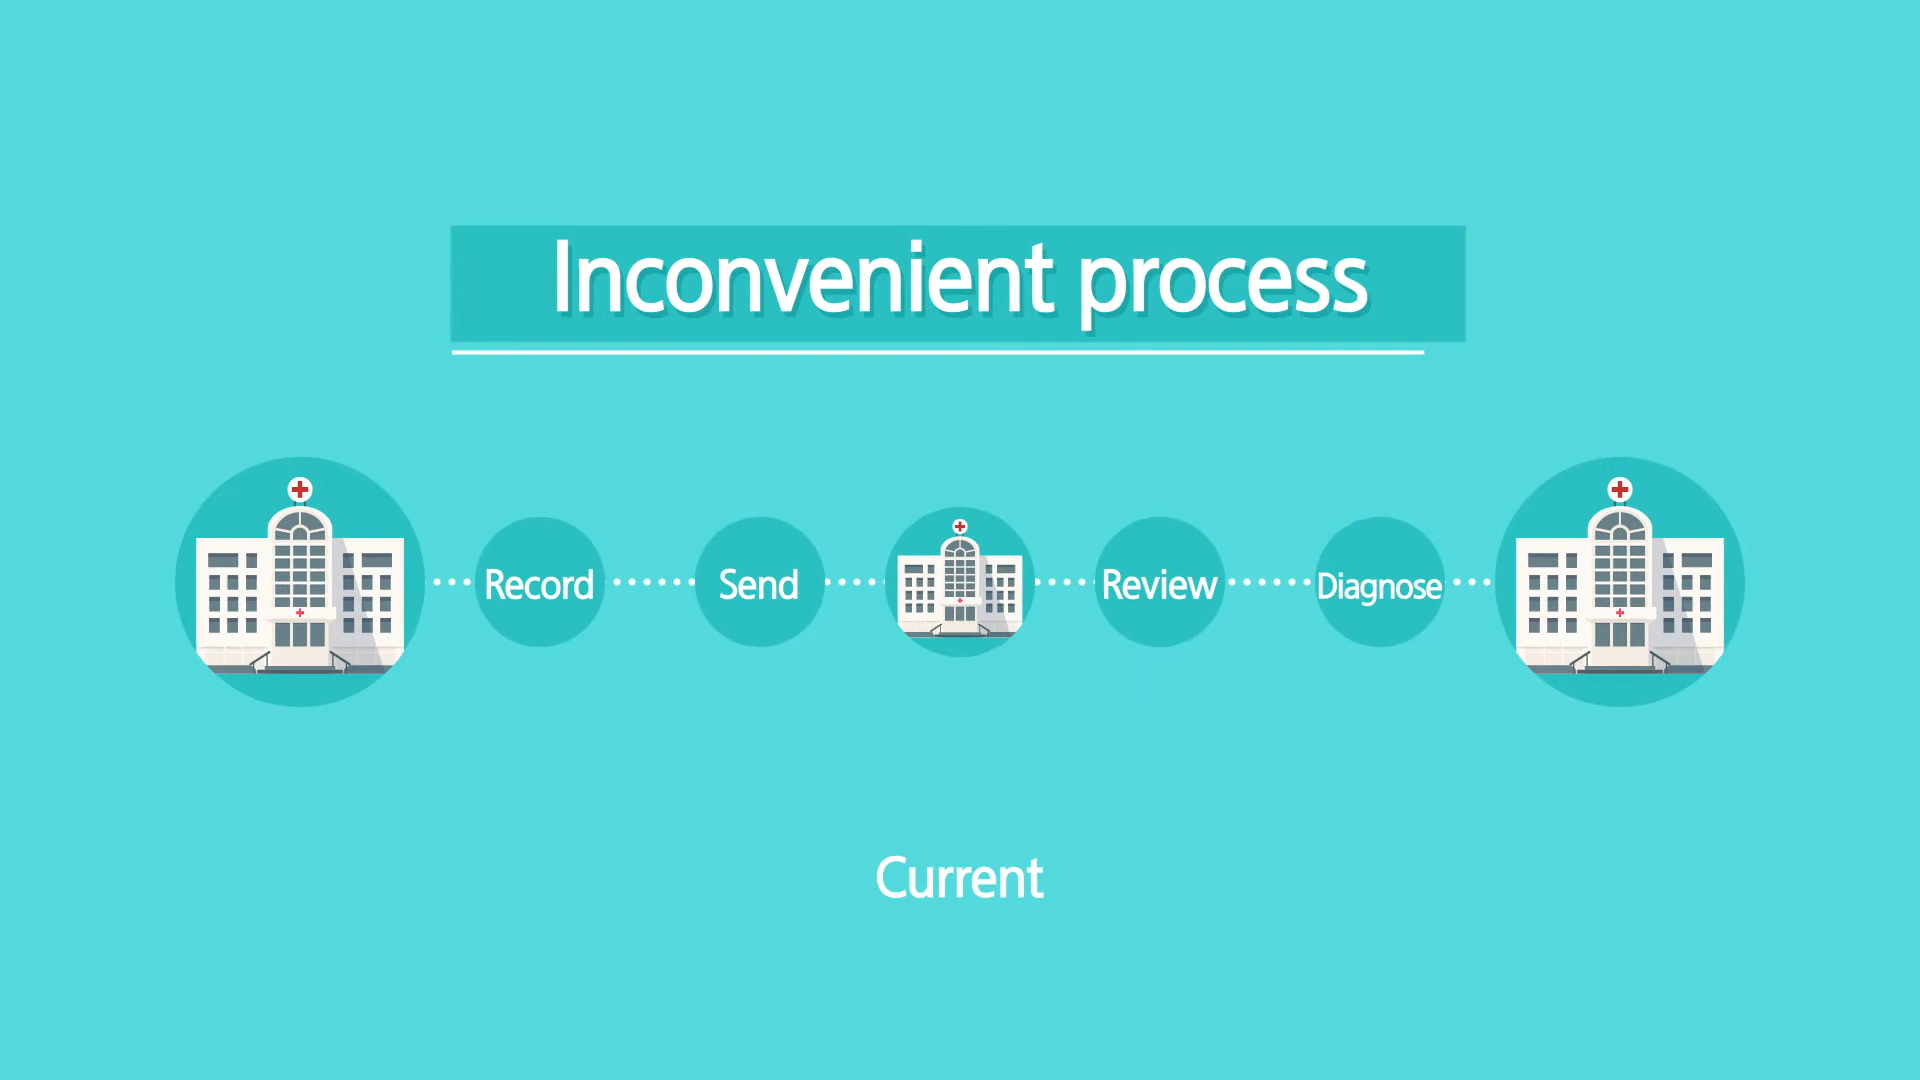 Inconvenient process
Record
Send
Review
Diagnose
Current